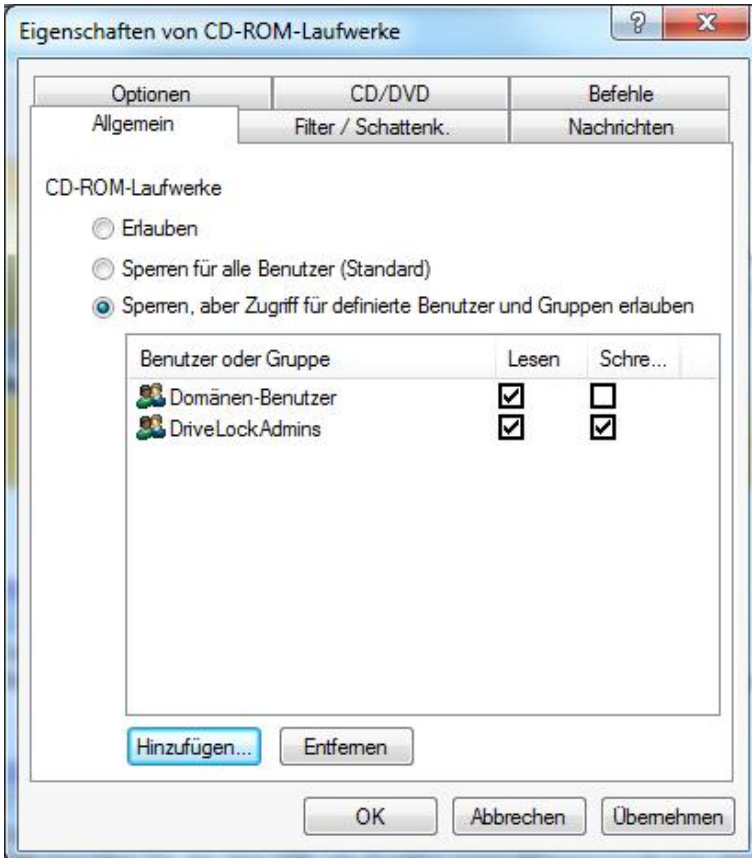 Eigenschaften von CD-ROM-Laufwerke
Optionen CD/DVD Befehle
Allgemein Filter / Schattenk. Nachrichten
CD-ROM-Laufwerke
Erlauben
Sperren für alle Benutzer (Standard)
Sperren, aber Zugriff für definierte Benutzer und Gruppen erlauben
Benutzer oder Gruppe Lesen Schre...
Domänen-Benutzer
DriveLockAdmins
Hinzufügen... Entfernen
OK Abbrechen Übernehmen